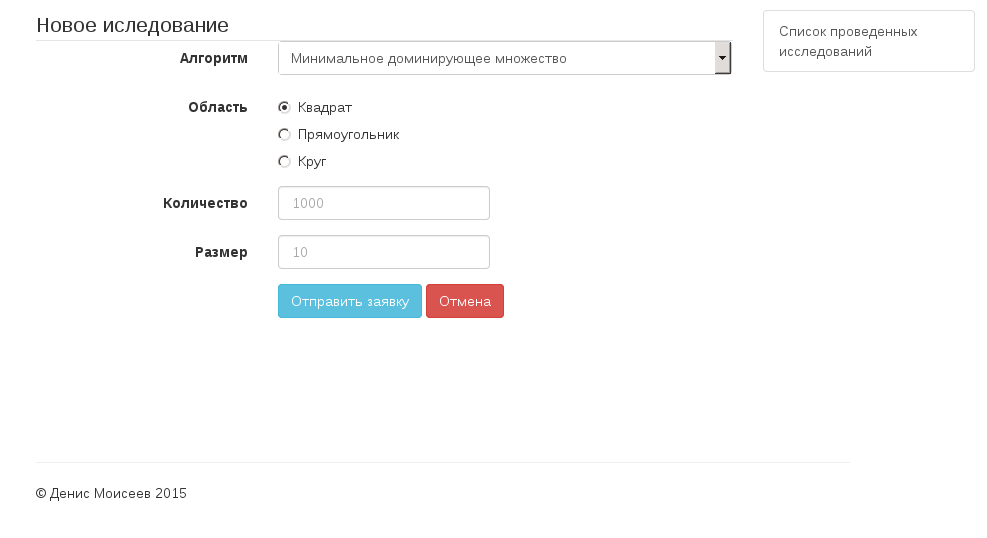 Новое иследование
Алгоритм
Минимальное доминирующее множество
Область
Квадрат
Прямоугольник
Круг
Количество
1000
Размер
10
Отправить заявку Отмена
Список проведенных
исследований
© Денис Моисеев 2015